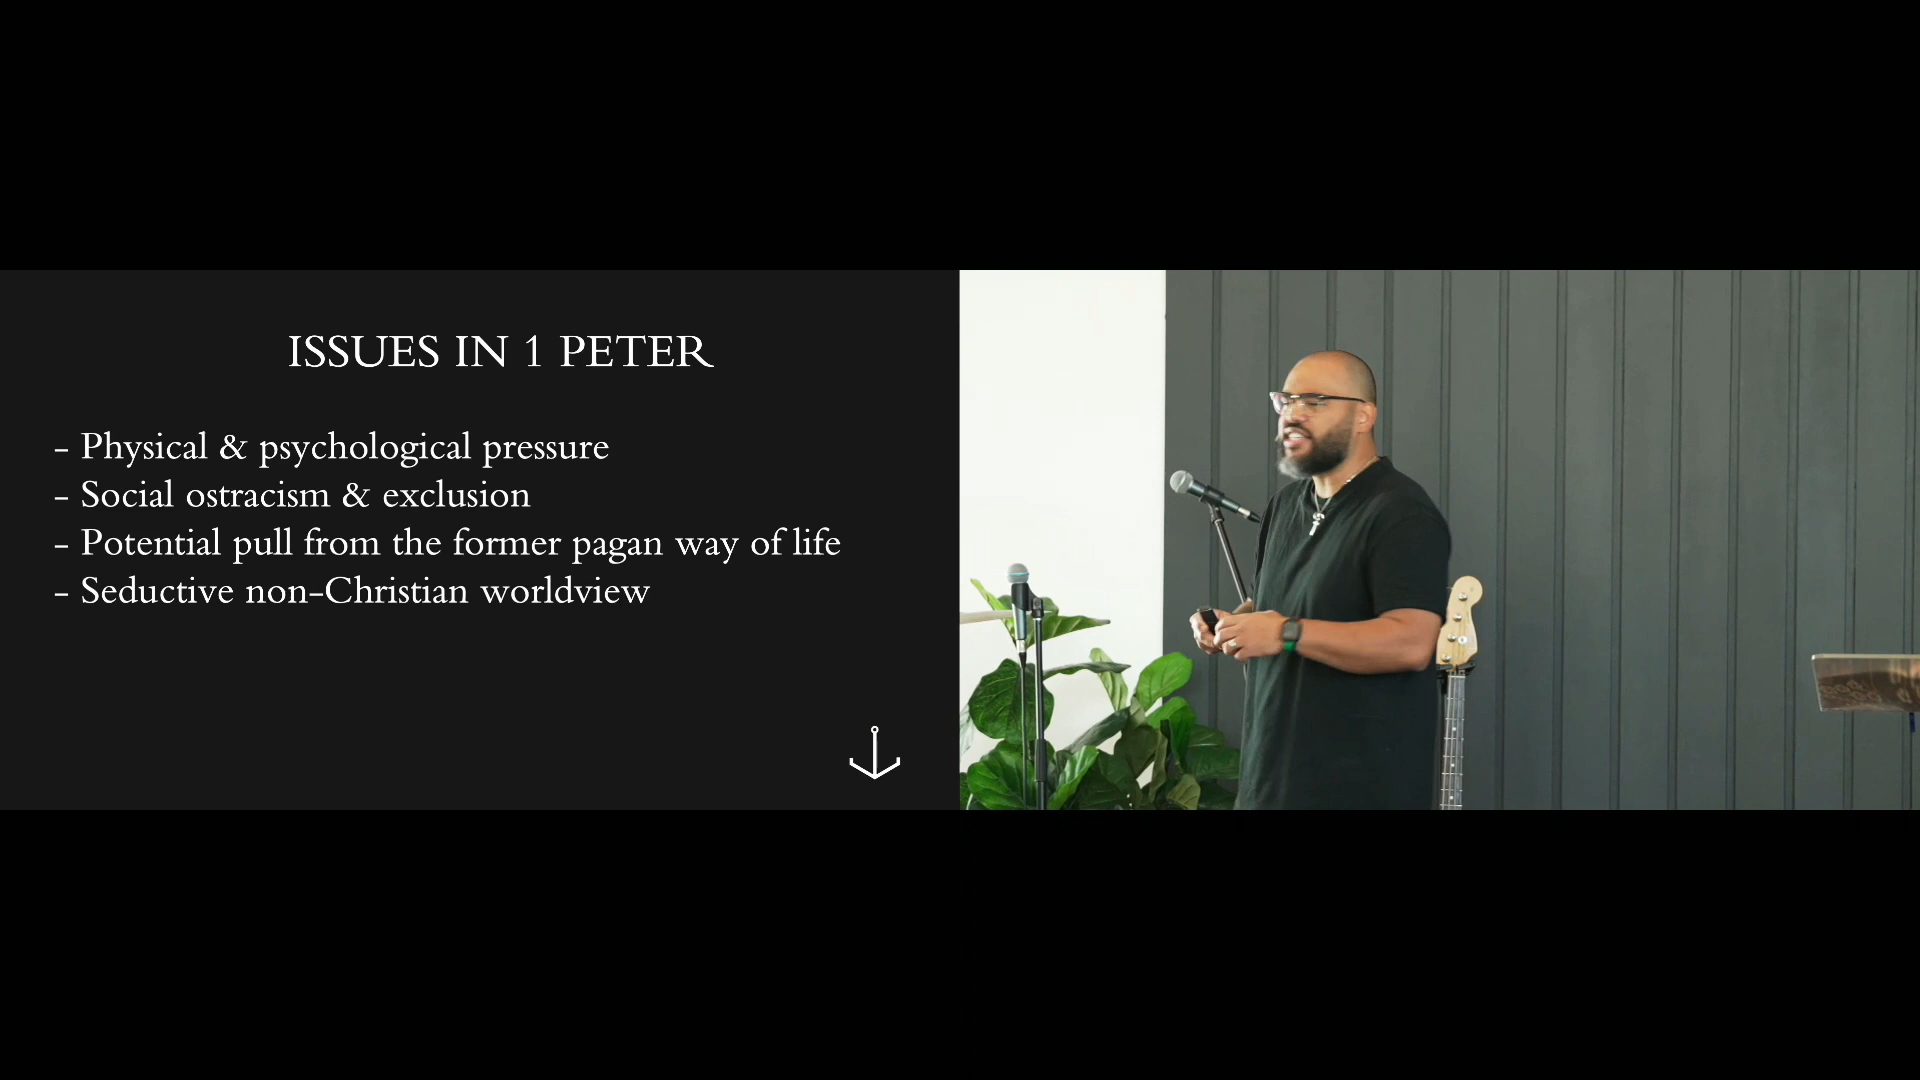 ISSUES IN 1 PETER
- Physical & psychological pressure
- Social ostracism & exclusion
- Potential pull from the former pagan way of life
- Seductive non-Christian worldview